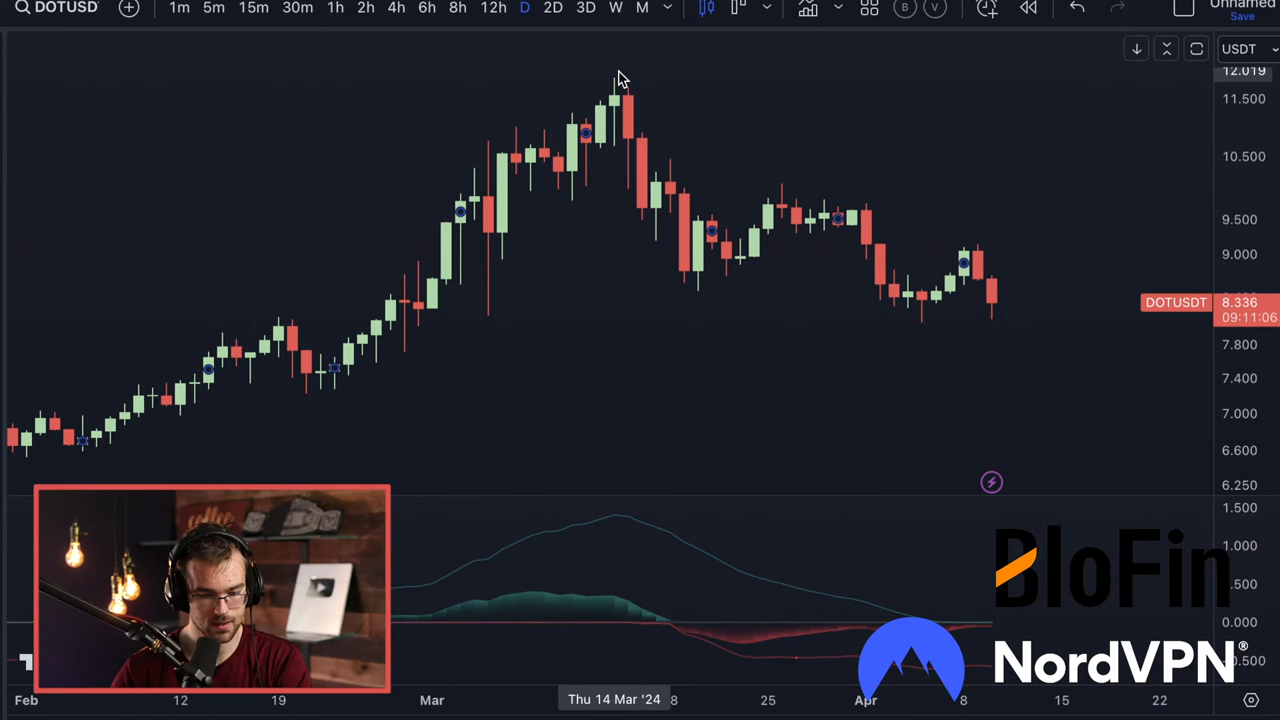 DOTUSD
1m 5m 15m 30m 1h 2h 4h 6h 8h 12h D 2D 3D W M
B V
Unnamed
Save
USDT
12.019
11.500
10.500
9.500
9.000
DOTUSDT 8.336
09:11:06
7.800
7.400
7.000
6.600
6.250
1.500
1.000
.500
0.000
0.500
BloFin
NordVPN®
Feb 12 19 Mar Thu 14 Mar '24 8 25 Apr 8 15 22